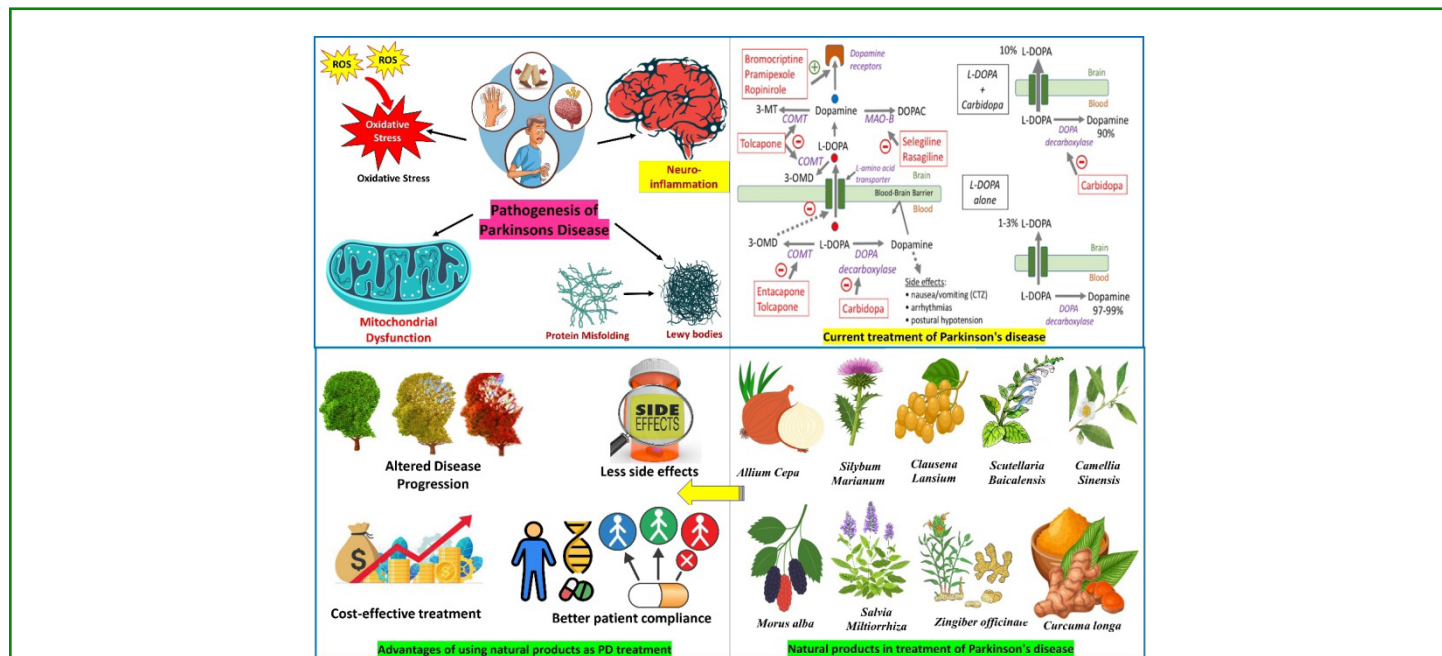 ROS
ROS
Oxidative
Stress
Oxidative Stress
Neuro-
inflammation
Pathogenesis of
Parkinsons Disease
Mitochondrial
Dysfunction
Protein Misfolding
Lewy bodies
Bromocriptine
Pramipexole
Ropinirole
Dopamine
receptors
3-MT
Dopamine
DOPAC
COMT
MAO-B
Tolcapone
L-DOPA
Selegiline
Rasagiline
COMT
3-OMD
L-amino acid
transporter
Brain
Blood-Brain Barrier
Blood
3-OMD
L-DOPA
Dopamine
COMT
DOPA
decarboxylase
Entacapone
Tolcapone
Carbidopa
Side effects:
• nausea/vomiting (CTZ)
• arrhythmias
• postural hypotension
L-DOPA
+
Carbidopa
10% L-DOPA
Brain
Blood
L-DOPA
Dopamine
90%
DOPA
decarboxylase
Carbidopa
L-DOPA
alone
1-3% L-DOPA
Brain
Blood
L-DOPA
Dopamine
97-99%
DOPA
decarboxylase
Current treatment of Parkinson's disease
Altered Disease
Progression
SIDE
EFFECTS
Less side effects
$
Cost-effective treatment
Better patient compliance
Advantages of using natural products as PD treatment
Allium Cepa
Silybum
Marianum
Clausena
Lansium
Scutellaria
Baicalensis
Camellia
Sinensis
Morus alba
Salvia
Miltiorrhiza
Zingiber officinale
Curcuma longa
Natural products in treatment of Parkinson's disease